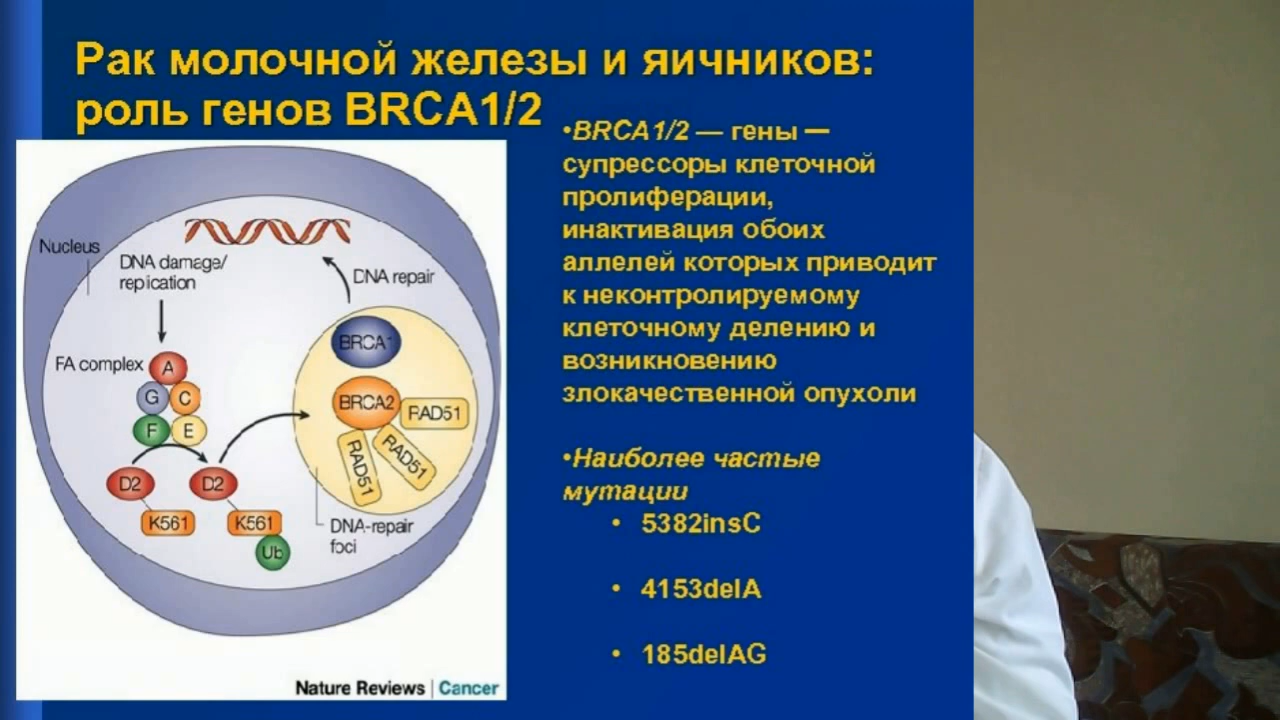 Рак молочной железы и яичников:
роль генов BRCA1/2
•BRCA1/2 — гены —
супрессоры клеточной
пролиферации,
инактивация обоих
аллелей которых приводит
к неконтролируемому
клеточному делению и
возникновению
злокачественной опухоли
•Наиболее частые
мутации
• 5382insC
• 4153delA
• 185delAG
Nucleus
DNA damage/
replication
DNA repair
FA complex
A
G
C
F
E
D2
D2
K561
K561
Ub
BRCA1
BRCA2
RAD51
RAD51
RAD51
DNA-repair
foci
Nature Reviews | Cancer